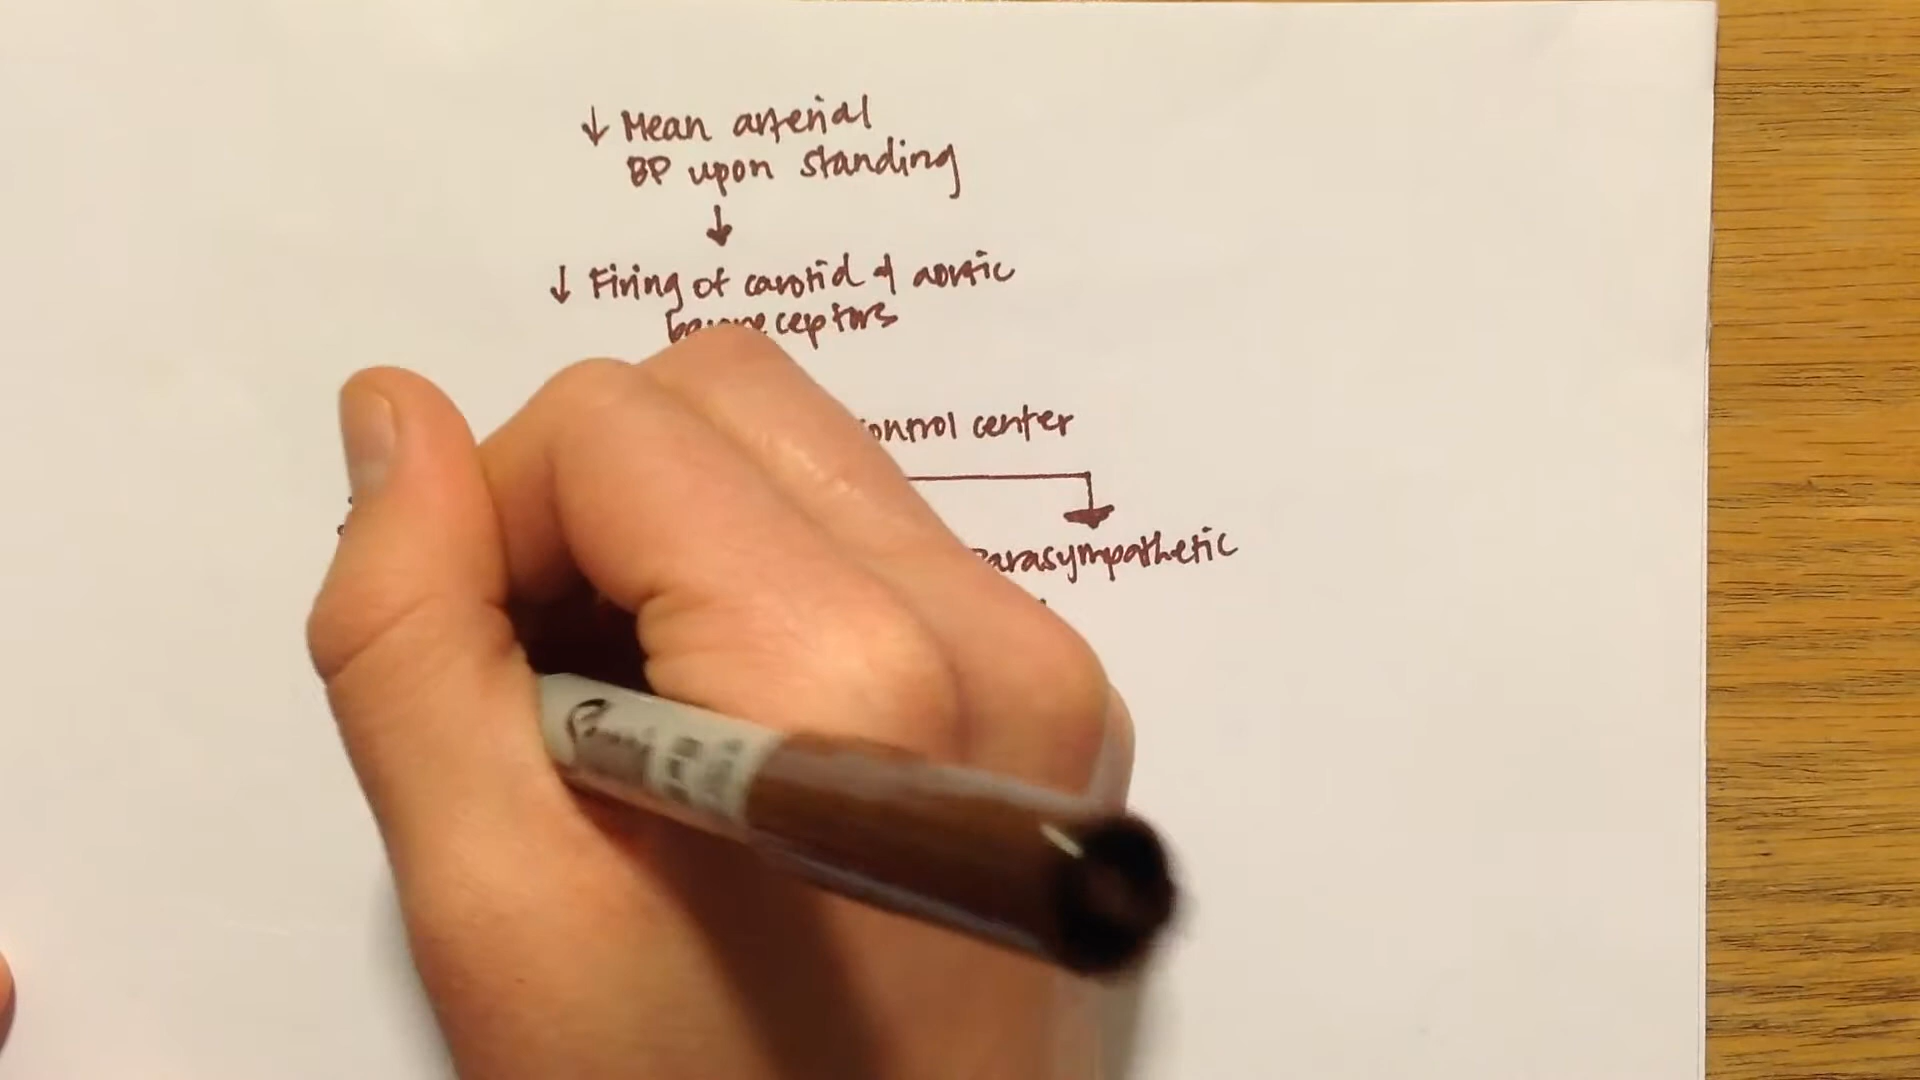 ↓ Mean arterial
BP upon standing
↓
↓ Firing of carotid & aortic
baroreceptors
control center
Parasympathetic